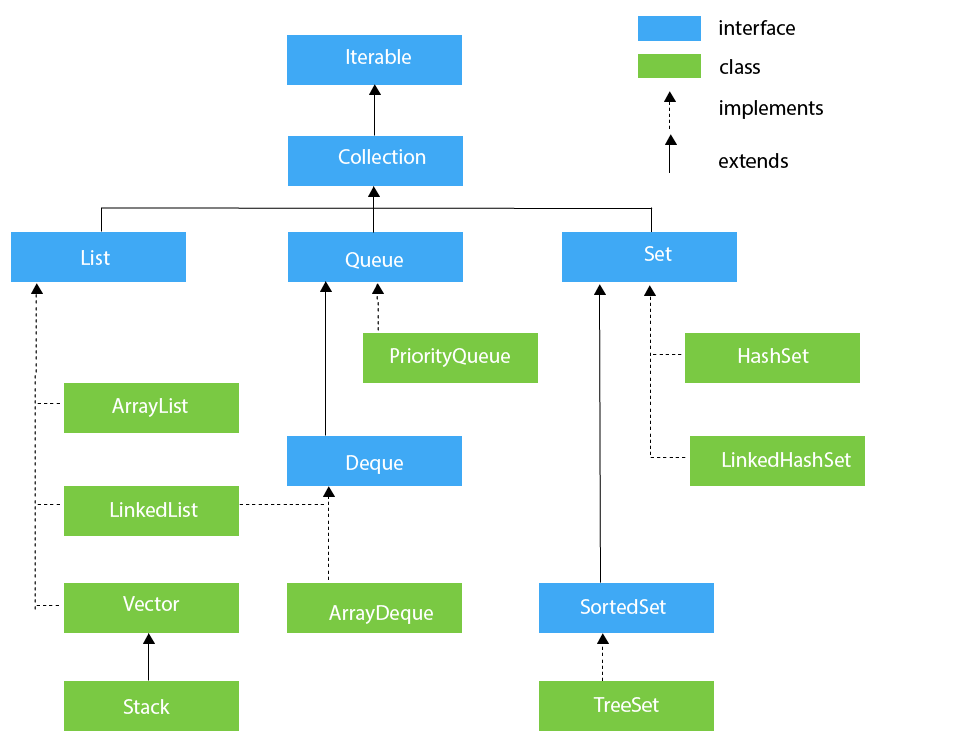 interface
Iterable
class
implements
Collection
extends
List
Queue
Set
PriorityQueue
HashSet
ArrayList
Deque
LinkedHashSet
LinkedList
Vector
ArrayDeque
SortedSet
Stack
TreeSet